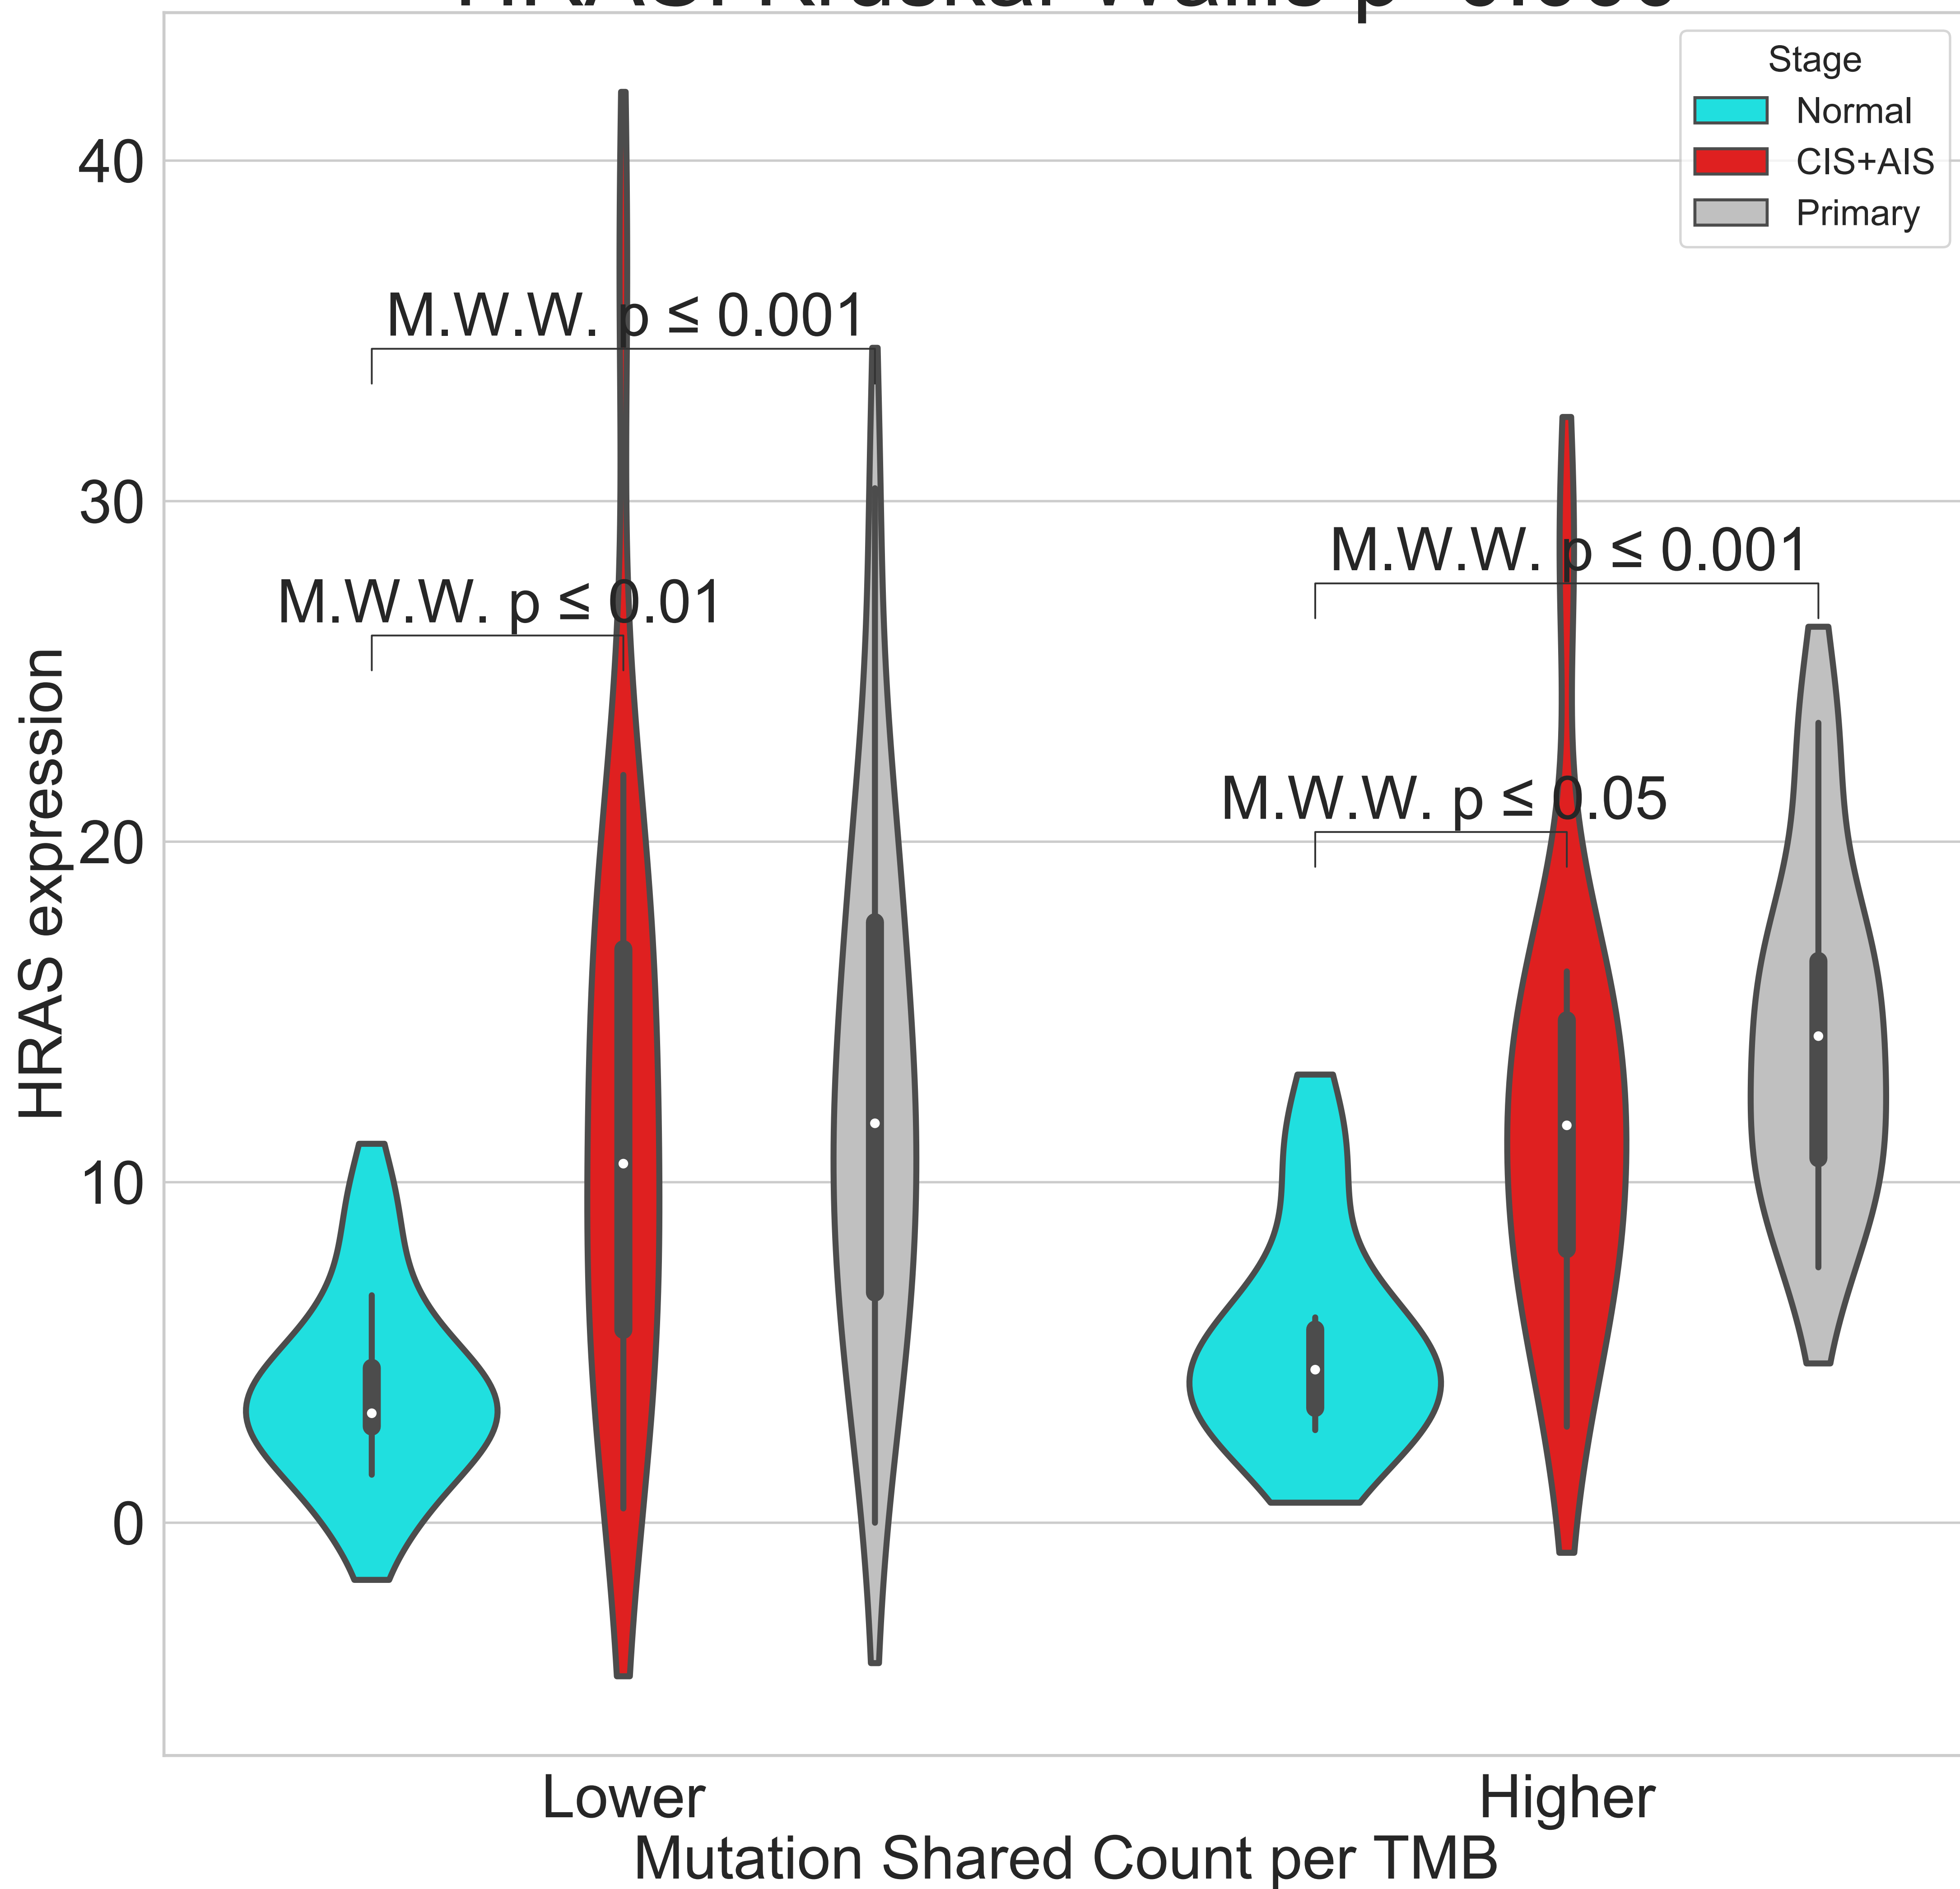 Stage
Normal
CIS+AIS
Primary
40
30
20
10
0
HRAS expression
M.W.W. p ≤ 0.001
M.W.W. p ≤ 0.01
M.W.W. p ≤ 0.001
M.W.W. p ≤ 0.05
Lower
Higher
Mutation Shared Count per TMB